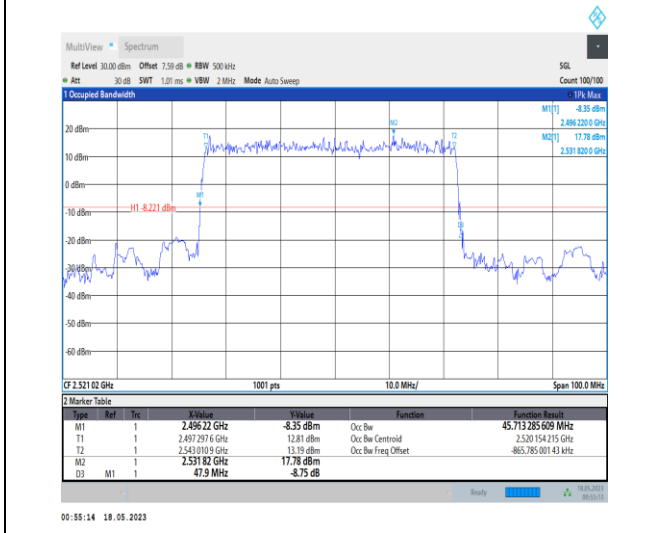 MultiView Spectrum
Ref Level 30.00 dBm Offset 7.59 dB RBW 500 kHz SGL
Att 30 dB SWT 1.01 ms VBW 2 MHz Mode Auto Sweep Count 100/100
1 Occupied Bandwidth 1Pk Max
M1[1] -8.35 dBm
2.496 220 0 GHz
M2[1] 17.78 dBm
2.531 820 0 GHz
M2
20 dBm
T1 T2
10 dBm
0 dBm
M1
H1 -8.221 dBm
-10 dBm
D3
-20 dBm
-30 dBm
-40 dBm
-50 dBm
-60 dBm
CF 2.521 02 GHz 1001 pts 10.0 MHz/ Span 100.0 MHz
2 Marker Table
Type Ref Trc X-Value Y-Value Function Function Result
M1 1 2.496 22 GHz -8.35 dBm Occ Bw 45.713 285 609 MHz
T1 1 2.497 297 6 GHz 12.81 dBm Occ Bw Centroid 2.520 154 215 GHz
T2 1 2.543 010 9 GHz 13.19 dBm Occ Bw Freq Offset -865.785 001 43 kHz
M2 1 2.531 82 GHz 17.78 dBm
D3 M1 1 47.9 MHz -8.75 dB
Ready 18.05.2023
00:55:13
00:55:14 18.05.2023